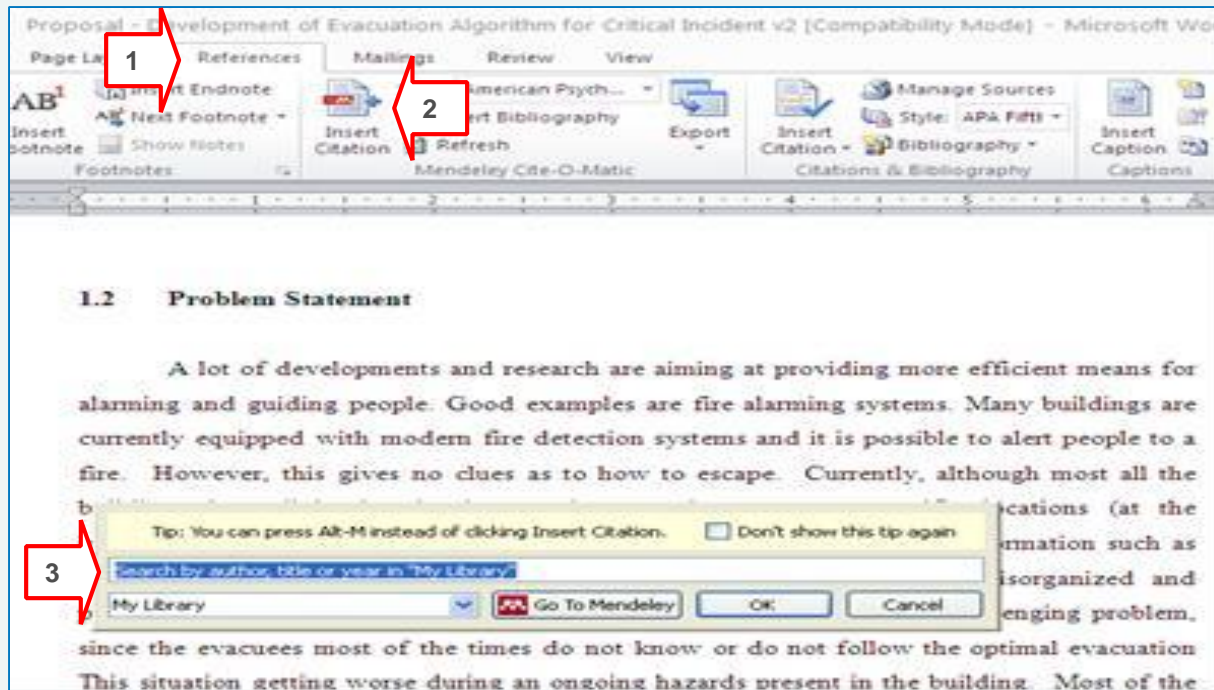 Proposal - Development of Evacuation Algorithm for Critical Incident v2 [Compatibility Mode] - Microsoft Wo
1
Page La References Mailings Review View
2
AB1 Insert Endnote
Next Footnote
Insert Footnote
Show Notes
Footnotes
Insert Citation
American Psych...
Insert Bibliography
Refresh
Export
Mendeley Cite-O-Matic
Insert Citation
Manage Sources
Style: APA Fifth
Bibliography
Citations & Bibliography
Insert Caption
Captions
1 2 3 4 5 6
1.2 Problem Statement
A lot of developments and research are aiming at providing more efficient means for
alarming and guiding people. Good examples are fire alarming systems. Many buildings are
currently equipped with modern fire detection systems and it is possible to alert people to a
fire. However, this gives no clues as to how to escape. Currently, although most all the
b cations (at the
Tip: You can press Alt-M instead of clicking Insert Citation. Don't show this tip again
rmation such as
3
Search by author, title or year in "My Library"
isorganized and
My Library Go To Mendeley OK Cancel
enging problem,
since the evacuees most of the times do not know or do not follow the optimal evacuation
This situation getting worse during an ongoing hazards present in the building. Most of the